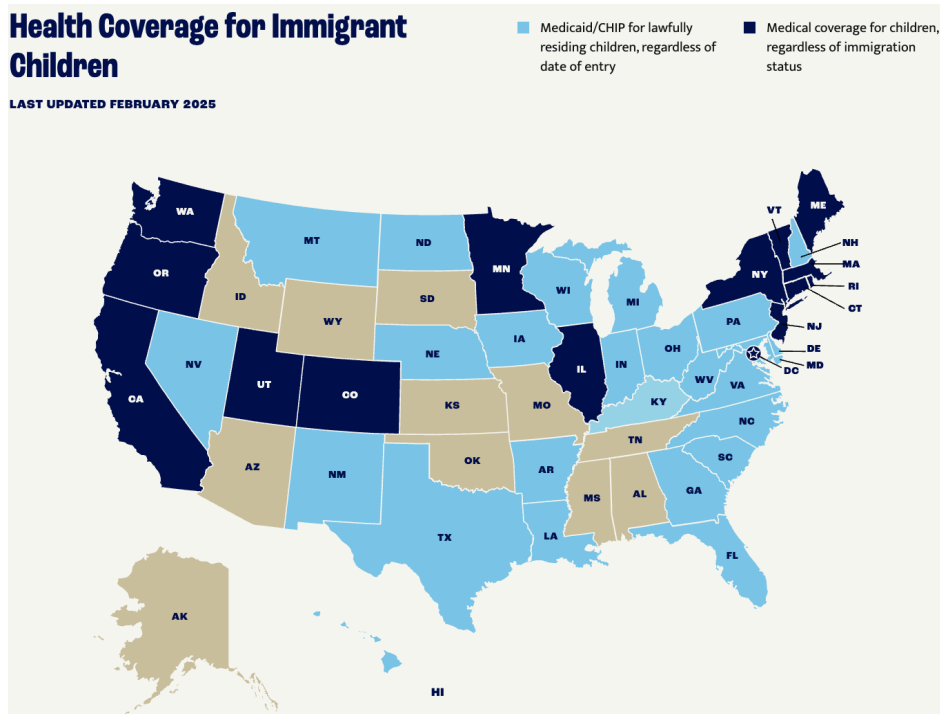 Health Coverage for Immigrant
Children
LAST UPDATED FEBRUARY 2025
Medicaid/CHIP for lawfully
residing children, regardless of
date of entry
Medical coverage for children,
regardless of immigration
status
WA
OR
CA
ID
MT
ND
MN
SD
WY
NV
UT
CO
NE
IA
WI
MI
IL
IN
OH
PA
NY
VT
ME
NH
MA
RI
CT
NJ
DE
MD
DC
WV
VA
KY
KS
MO
NC
TN
SC
AZ
NM
OK
AR
MS
AL
GA
TX
LA
FL
AK
HI